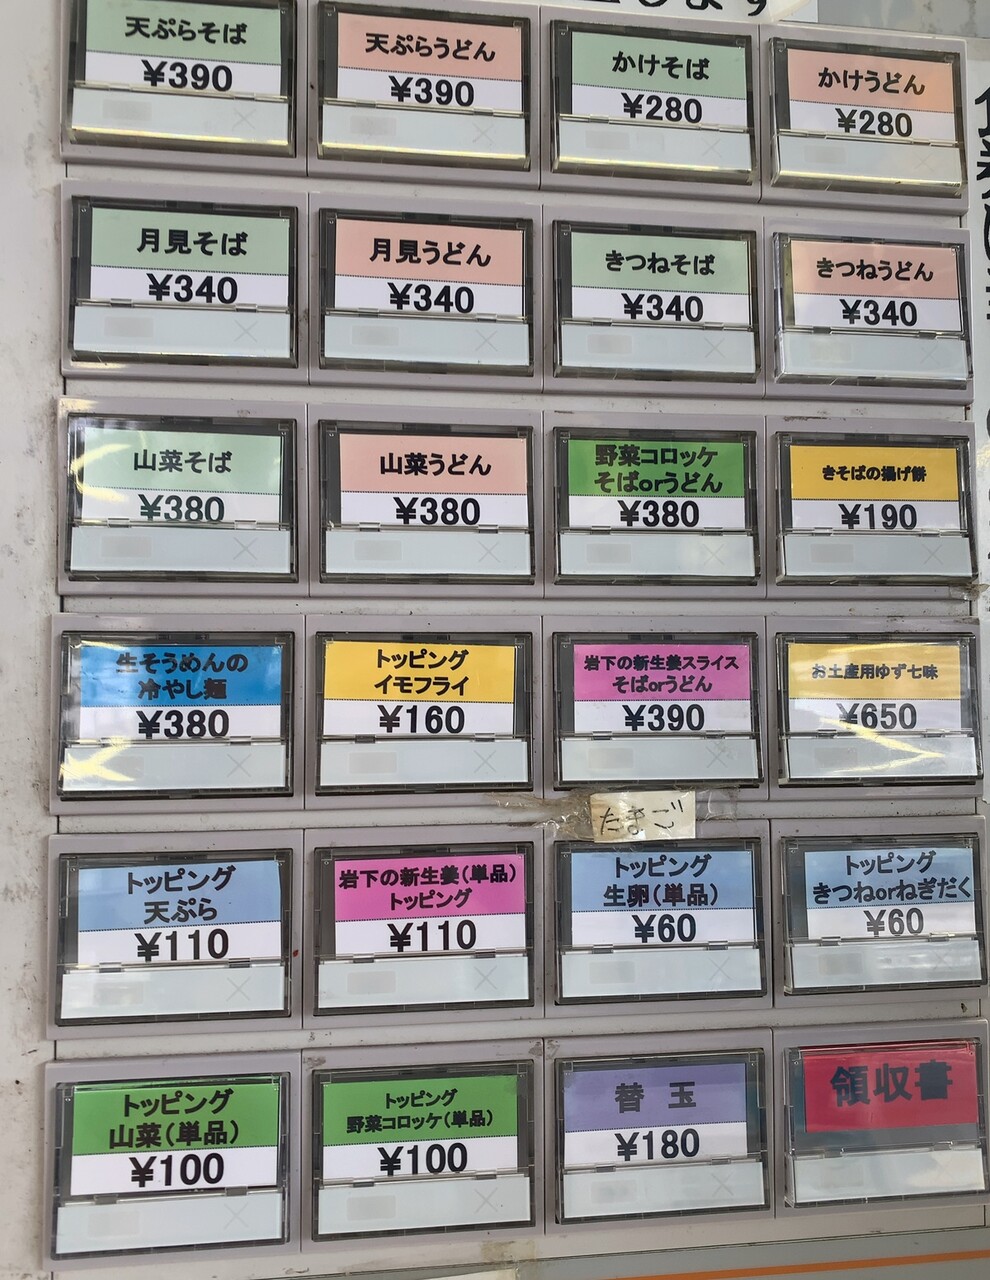 天ぷらそば
¥390
天ぷらうどん
¥390
かけそば
¥280
かけうどん
¥280
月見そば
¥340
月見うどん
¥340
きつねそば
¥340
きつねうどん
¥340
山菜そば
¥380
山菜うどん
¥380
野菜コロッケ
そばorうどん
¥380
きそばの揚げ餅
¥190
生そうめんの
冷やし麺
¥380
トッピング
イモフライ
¥160
岩下の新生姜スライス
そばorうどん
¥390
お土産用ゆず七味
¥650
たまご
トッピング
天ぷら
¥110
岩下の新生姜(単品)
トッピング
¥110
トッピング
生卵(単品)
¥60
トッピング
きつねorねぎだく
¥60
トッピング
山菜(単品)
¥100
トッピング
野菜コロッケ(単品)
¥100
替 玉
¥180
領収書